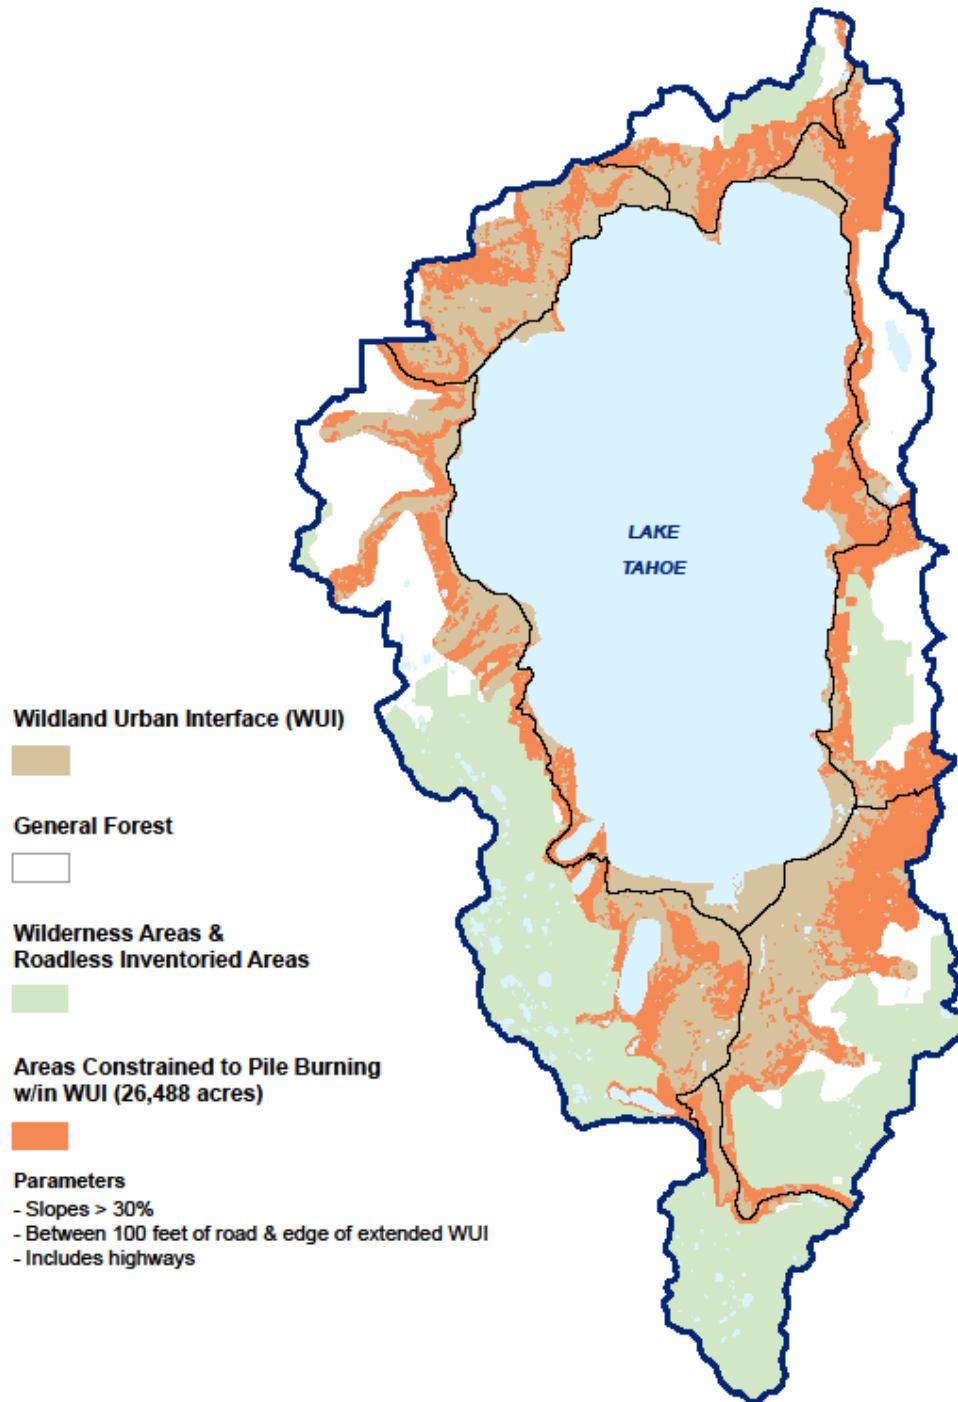 LAKE
TAHOE
Wildland Urban Interface (WUI)
General Forest
Wilderness Areas &
Roadless Inventoried Areas
Areas Constrained to Pile Burning
w/in WUI (26,488 acres)
Parameters
- Slopes > 30%
- Between 100 feet of road & edge of extended WUI
- Includes highways